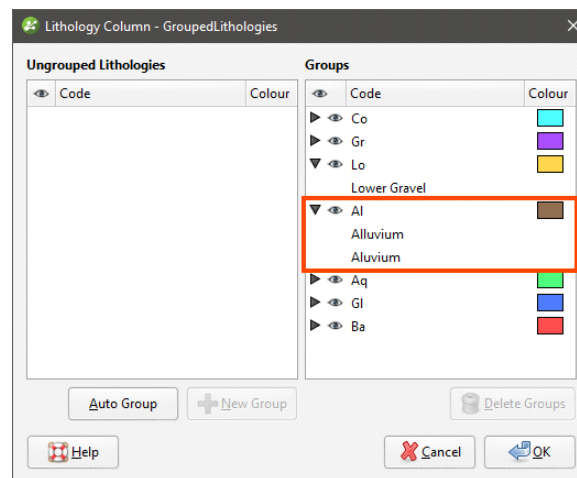 Lithology Column - GroupedLithologies
Ungrouped Lithologies
Groups
Code Colour
Code Colour
Co
Gr
Lo
Lower Gravel
Al
Alluvium
Aluvium
Aq
Gl
Ba
Auto Group
New Group
Delete Groups
Help
Cancel
OK